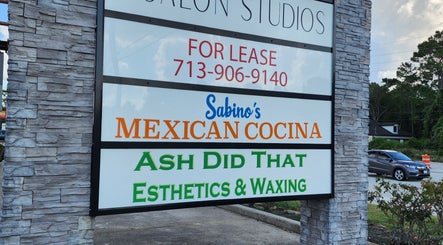 SALON STUDIOS
FOR LEASE
713-906-9140
Sabino's
MEXICAN COCINA
ASH DID THAT
ESTHETICS & WAXING